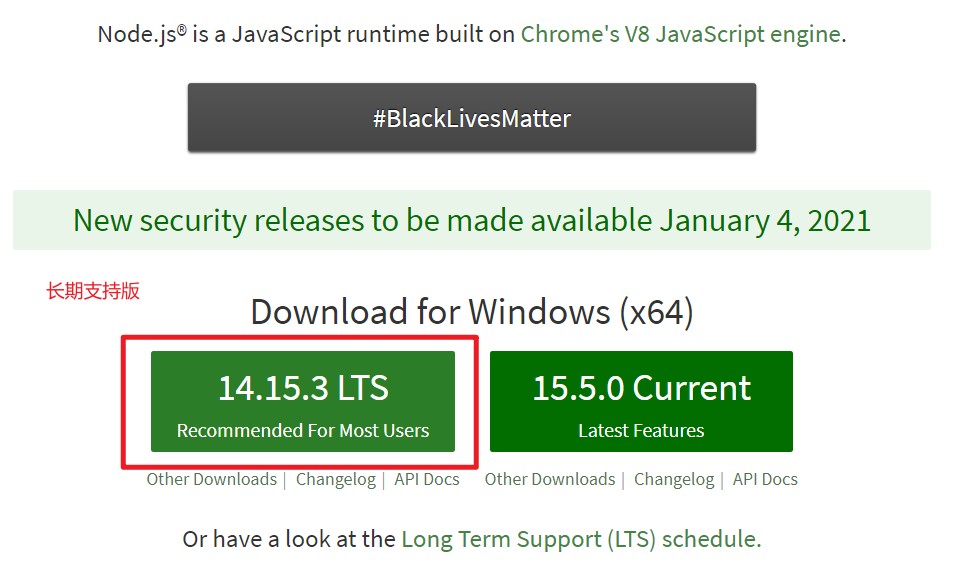 Node.js® is a JavaScript runtime built on Chrome's V8 JavaScript engine.
#BlackLivesMatter
New security releases to be made available January 4, 2021
长期支持版
Download for Windows (x64)
14.15.3 LTS
Recommended For Most Users
15.5.0 Current
Latest Features
Other Downloads | Changelog | API Docs
Other Downloads | Changelog | API Docs
Or have a look at the Long Term Support (LTS) schedule.